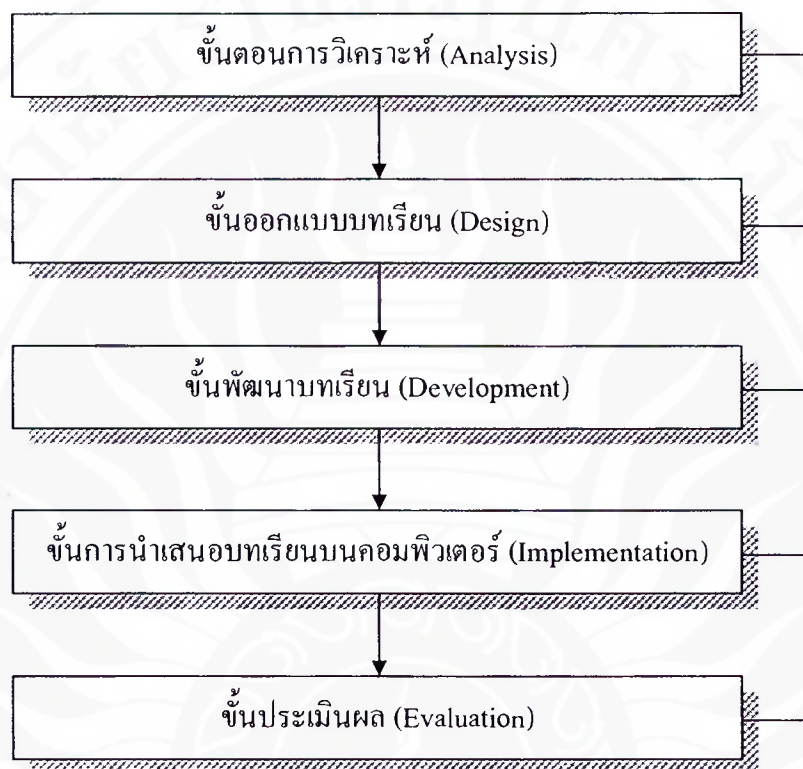 ขั้นตอนการวิเคราะห์ (Analysis)
ขั้นออกแบบบทเรียน (Design)
ขั้นพัฒนาบทเรียน (Development)
ขั้นการนำเสนอบทเรียนบนคอมพิวเตอร์ (Implementation)
ขั้นประเมินผล (Evaluation)